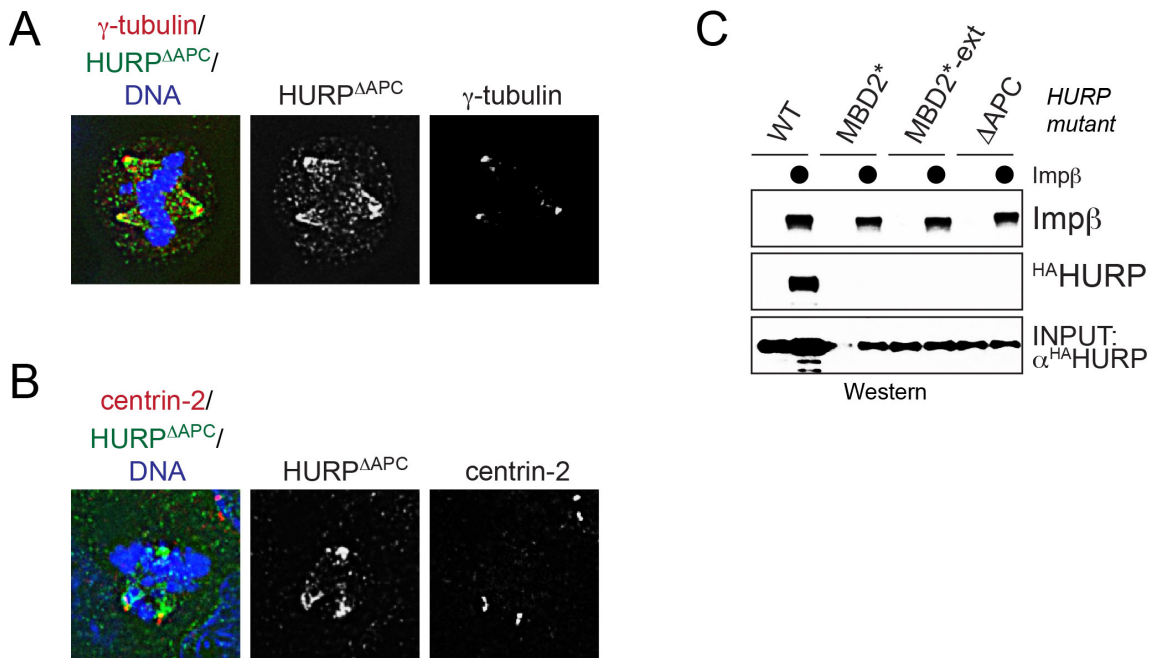 A
γ-tubulin/
HURPΔAPC/
DNA
HURPΔAPC
γ-tubulin
B
centrin-2/
HURPΔAPC/
DNA
HURPΔAPC
centrin-2
C
WT
MBD2*
MBD2*-ext
ΔAPC
HURP
mutant
Impβ
Impβ
HAHURP
INPUT:
αHAHURP
Western